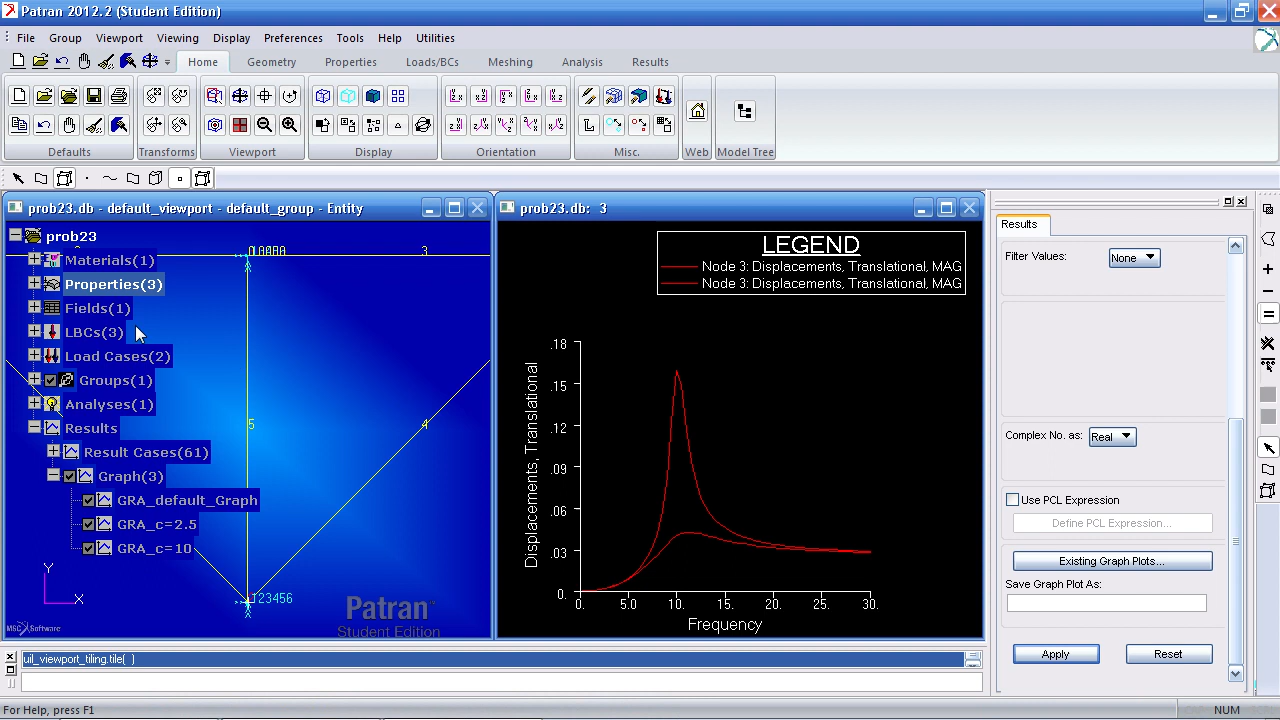 Patran 2012.2 (Student Edition)
File Group Viewport Viewing Display Preferences Tools Help Utilities
Home Geometry Properties Loads/BCs Meshing Analysis Results
Defaults Transforms Viewport Display Orientation Misc. Web Model Tree
prob23.db - default_viewport - default_group - Entity
prob23
Materials(1)
Properties(3)
Fields(1)
LBCs(3)
Load Cases(2)
Groups(1)
Analyses(1)
Results
Result Cases(61)
Graph(3)
GRA_default_Graph
GRA_c=2.5
GRA_c=10
3
5
4
123456
Y
X
MSC Software
Patran
Student Edition
prob23.db: 3
LEGEND
Node 3: Displacements, Translational, MAG
Node 3: Displacements, Translational, MAG
Displacements, Translational
.18
.15
.12
.09
.06
.03
0.
0. 5.0 10. 15. 20. 25. 30.
Frequency
Results
Filter Values: None
Complex No. as: Real
Use PCL Expression
Define PCL Expression...
Existing Graph Plots...
Save Graph Plot As:
Apply Reset
uil_viewport_tiling.tile( )
For Help, press F1
NUM